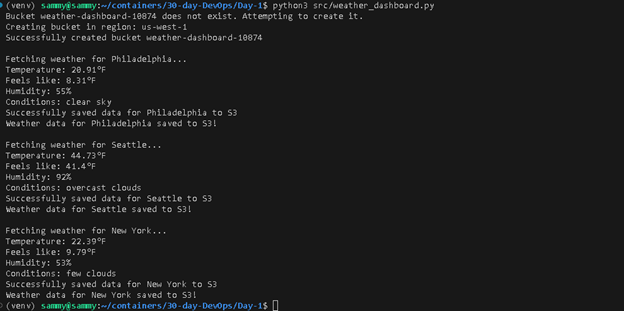 (venv) sammy@sammy:~/containers/30-day-DevOps/Day-1$ python3 src/weather_dashboard.py
Bucket weather-dashboard-10874 does not exist. Attempting to create it.
Creating bucket in region: us-west-1
Successfully created bucket weather-dashboard-10874
Fetching weather for Philadelphia...
Temperature: 20.91°F
Feels like: 8.31°F
Humidity: 55%
Conditions: clear sky
Successfully saved data for Philadelphia to S3
Weather data for Philadelphia saved to S3!
Fetching weather for Seattle...
Temperature: 44.73°F
Feels like: 41.4°F
Humidity: 92%
Conditions: overcast clouds
Successfully saved data for Seattle to S3
Weather data for Seattle saved to S3!
Fetching weather for New York...
Temperature: 22.39°F
Feels like: 9.79°F
Humidity: 53%
Conditions: few clouds
Successfully saved data for New York to S3
Weather data for New York saved to S3!
(venv) sammy@sammy:~/containers/30-day-DevOps/Day-1$